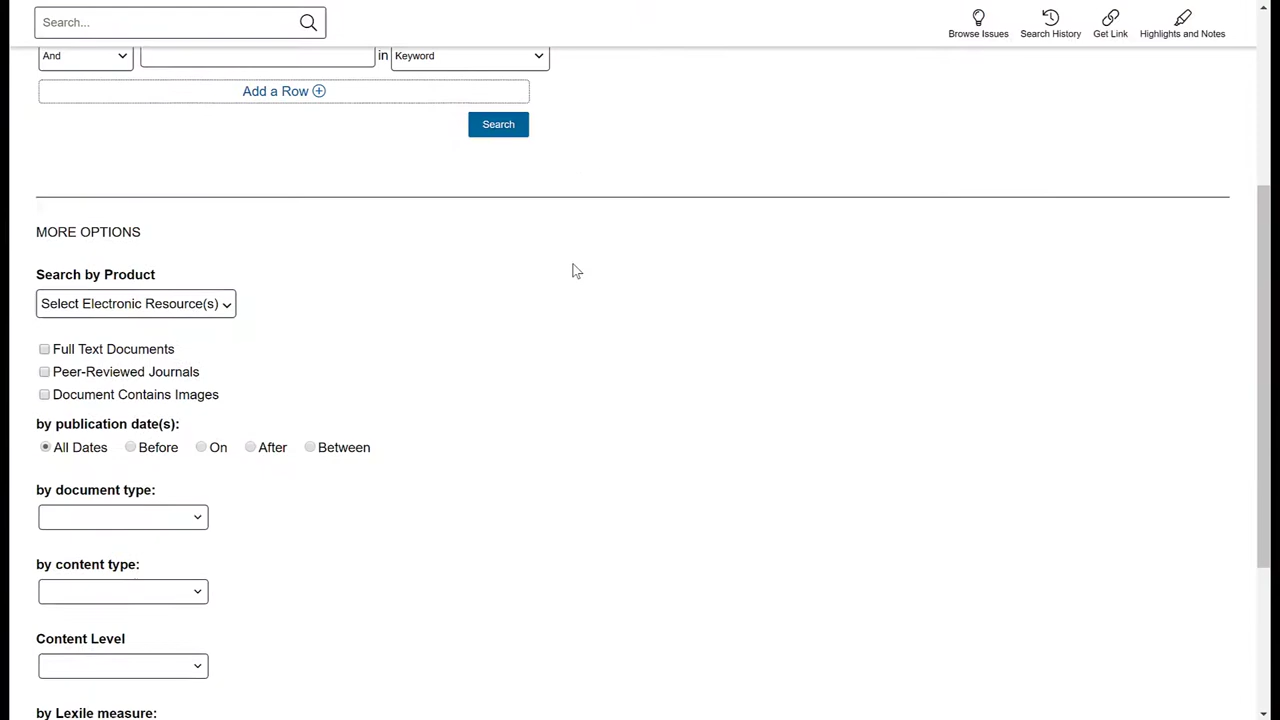 Search...
Browse Issues
Search History
Get Link
Highlights and Notes
And
in
Keyword
Add a Row
Search
MORE OPTIONS
Search by Product
Select Electronic Resource(s)
Full Text Documents
Peer-Reviewed Journals
Document Contains Images
by publication date(s):
All Dates Before On After Between
by document type:
by content type:
Content Level
by Lexile measure: